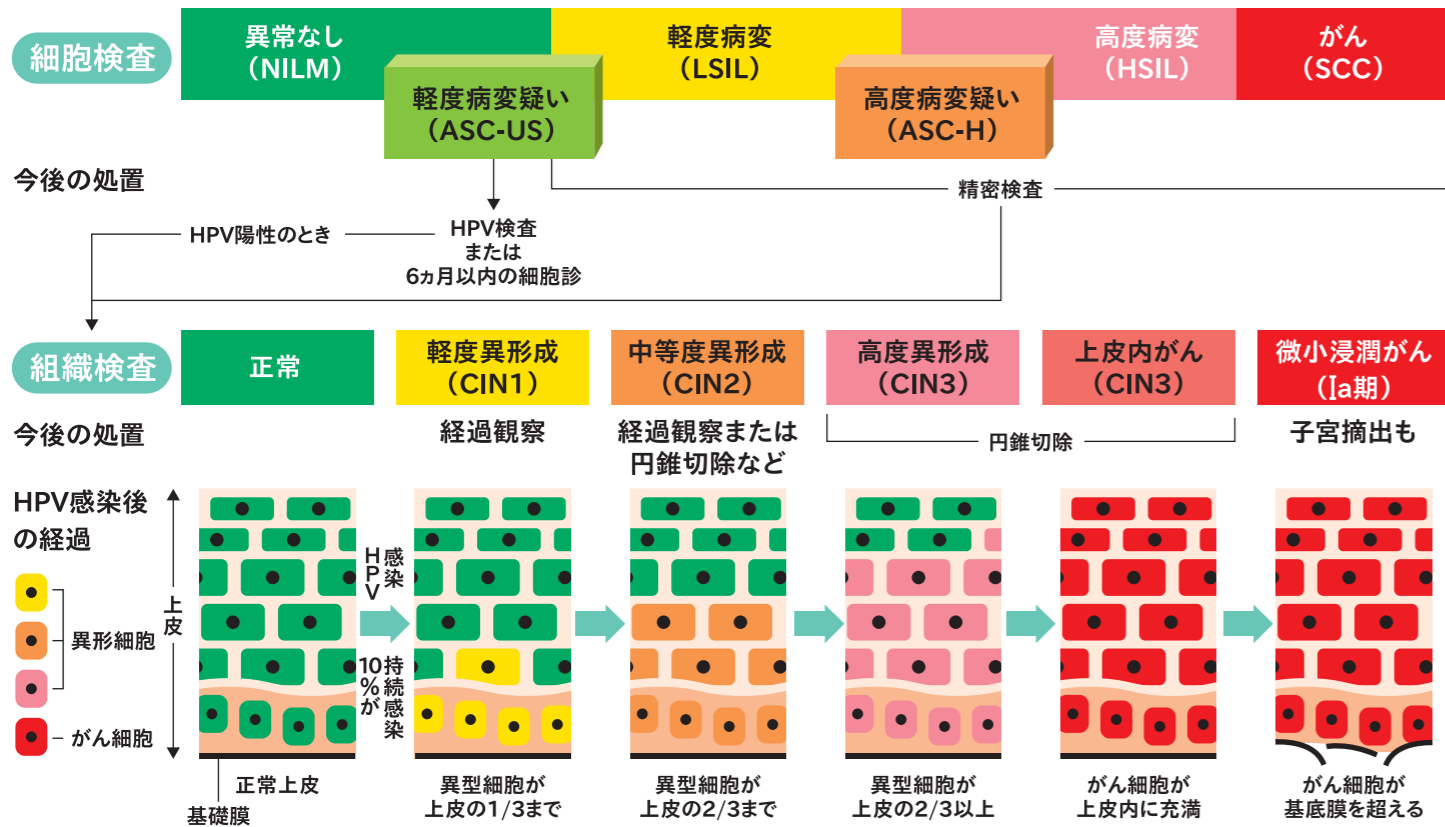 細胞検査
異常なし
（NILM）
軽度病変
（LSIL）
高度病変
（HSIL）
がん
（SCC）
軽度病変疑い
（ASC-US）
高度病変疑い
（ASC-H）
今後の処置
精密検査
HPV陽性のとき
HPV検査
または
6ヵ月以内の細胞診
組織検査
正常
軽度異形成
（CIN1）
中等度異形成
（CIN2）
高度異形成
（CIN3）
上皮内がん
（CIN3）
微小浸潤がん
（Ⅰa期）
今後の処置
経過観察
経過観察または
円錐切除など
円錐切除
子宮摘出も
HPV感染後
の経過
異形細胞
がん細胞
上皮
HPV
感染
10%が
持続感染
正常上皮
基礎膜
異型細胞が
上皮の1/3まで
異型細胞が
上皮の2/3まで
異型細胞が
上皮の2/3以上
がん細胞が
上皮内に充満
がん細胞が
基底膜を超える